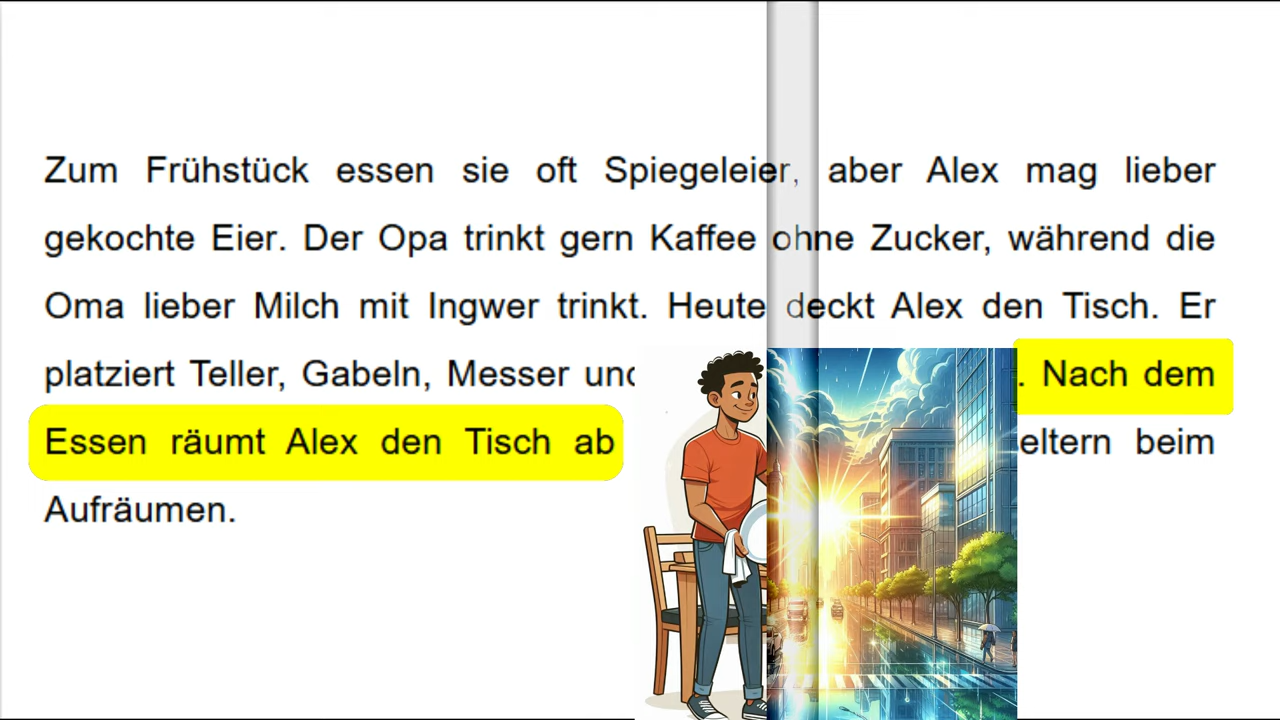 Zum Frühstück essen sie oft Spiegeleier, aber Alex mag lieber
gekochte Eier. Der Opa trinkt gern Kaffee ohne Zucker, während die
Oma lieber Milch mit Ingwer trinkt. Heute deckt Alex den Tisch. Er
platziert Teller, Gabeln, Messer . Nach dem
Essen räumt Alex den Tisch ab beim
Aufräumen.